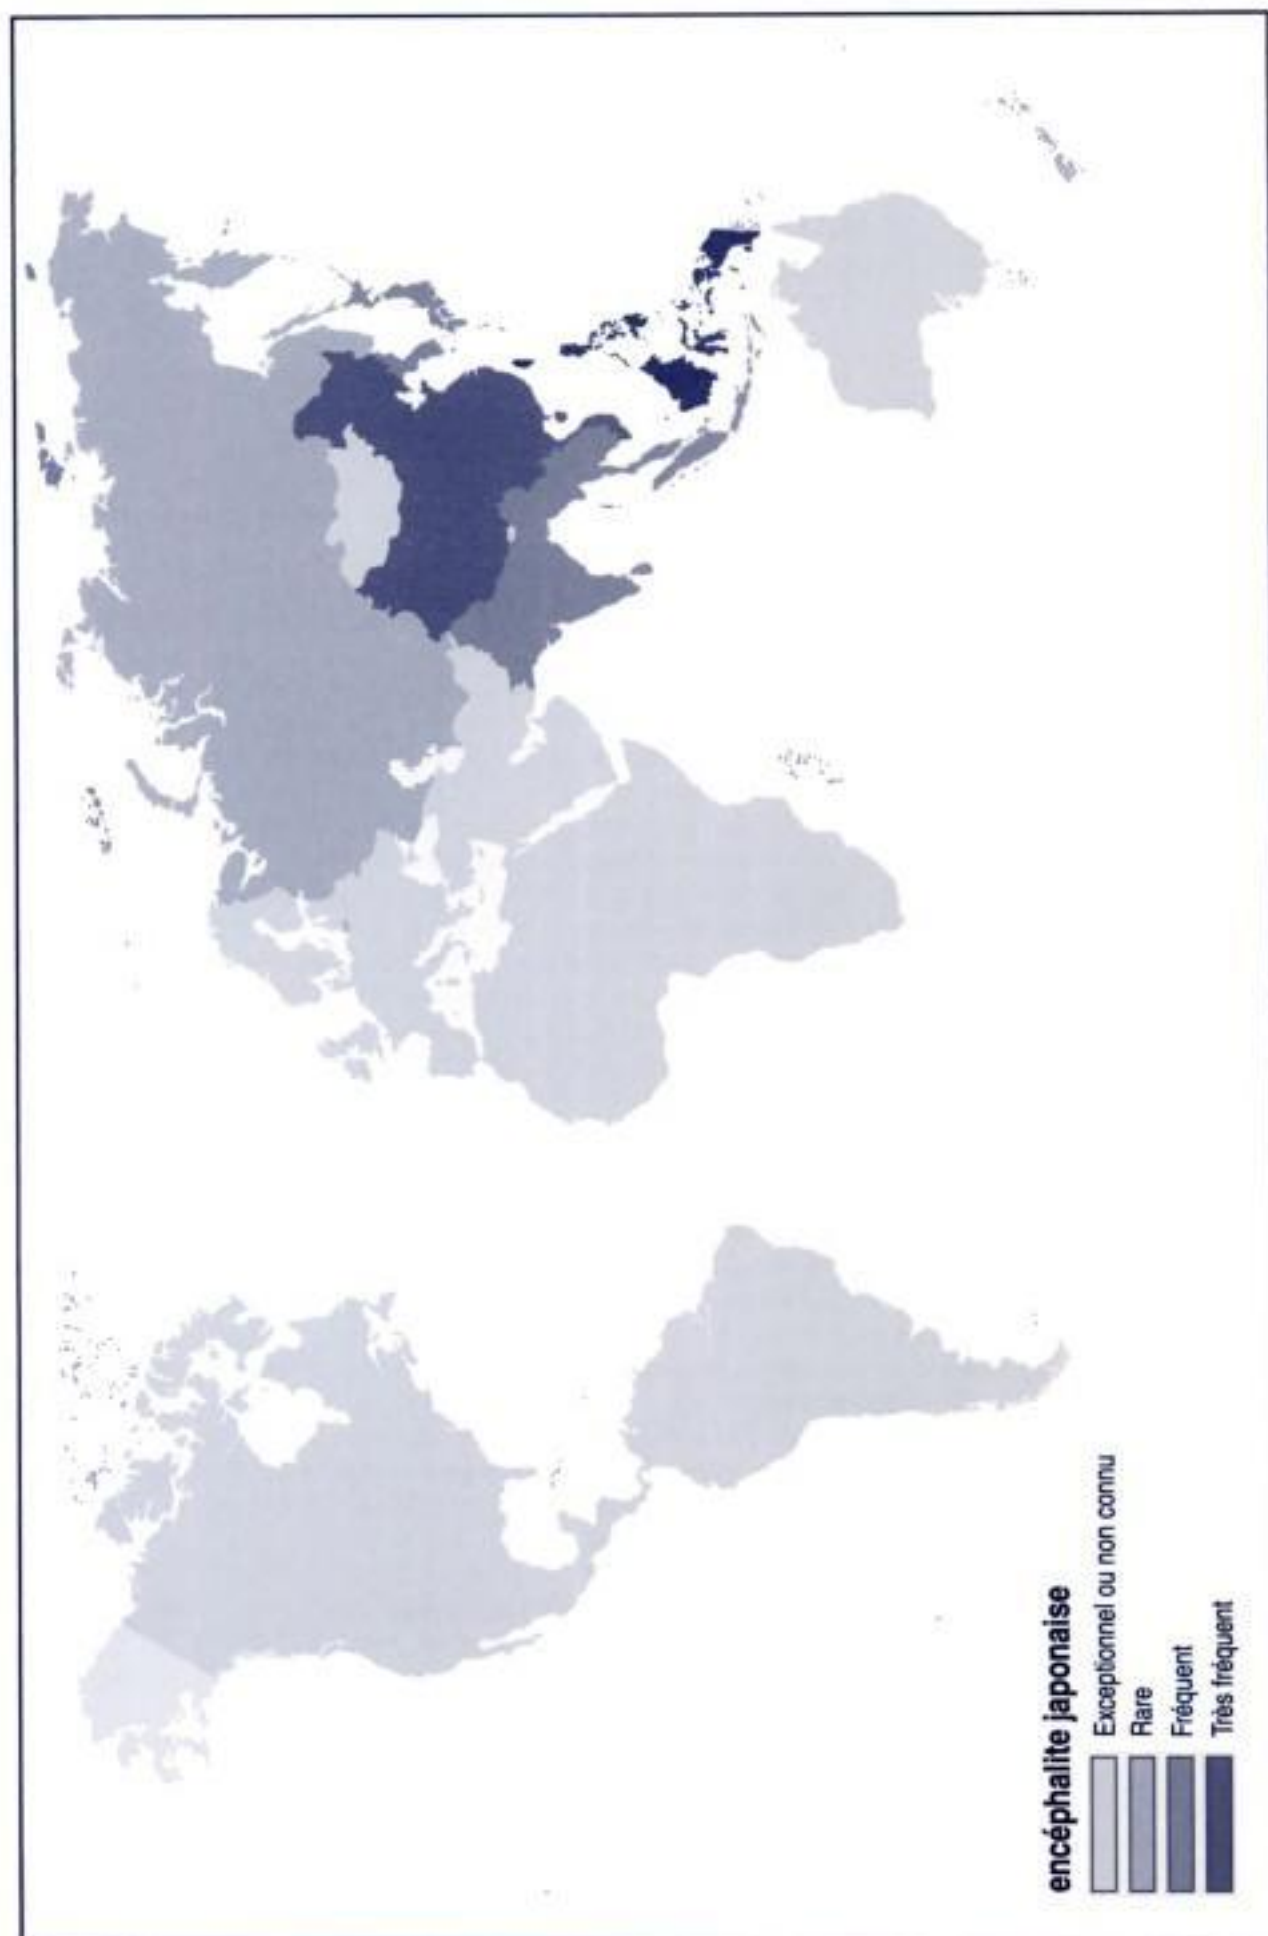 encéphalite japonaise
Exceptionnel ou non connu
Rare
Fréquent
Très fréquent